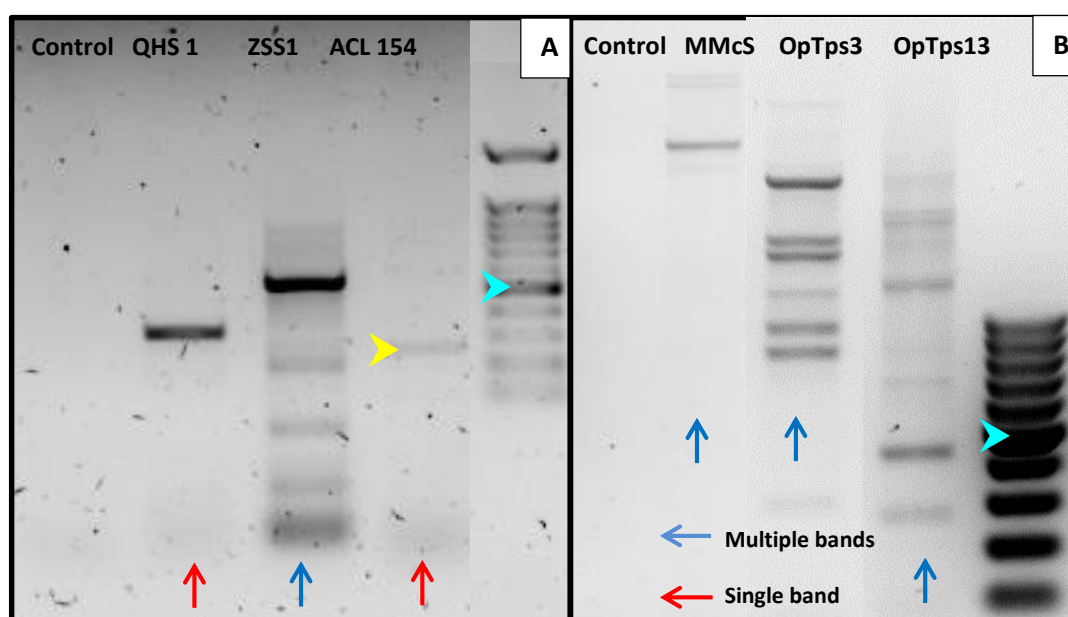 Control QHS 1 ZSS1 ACL 154 A
Control MMcS OpTps3 OpTps13 B
Multiple bands
Single band